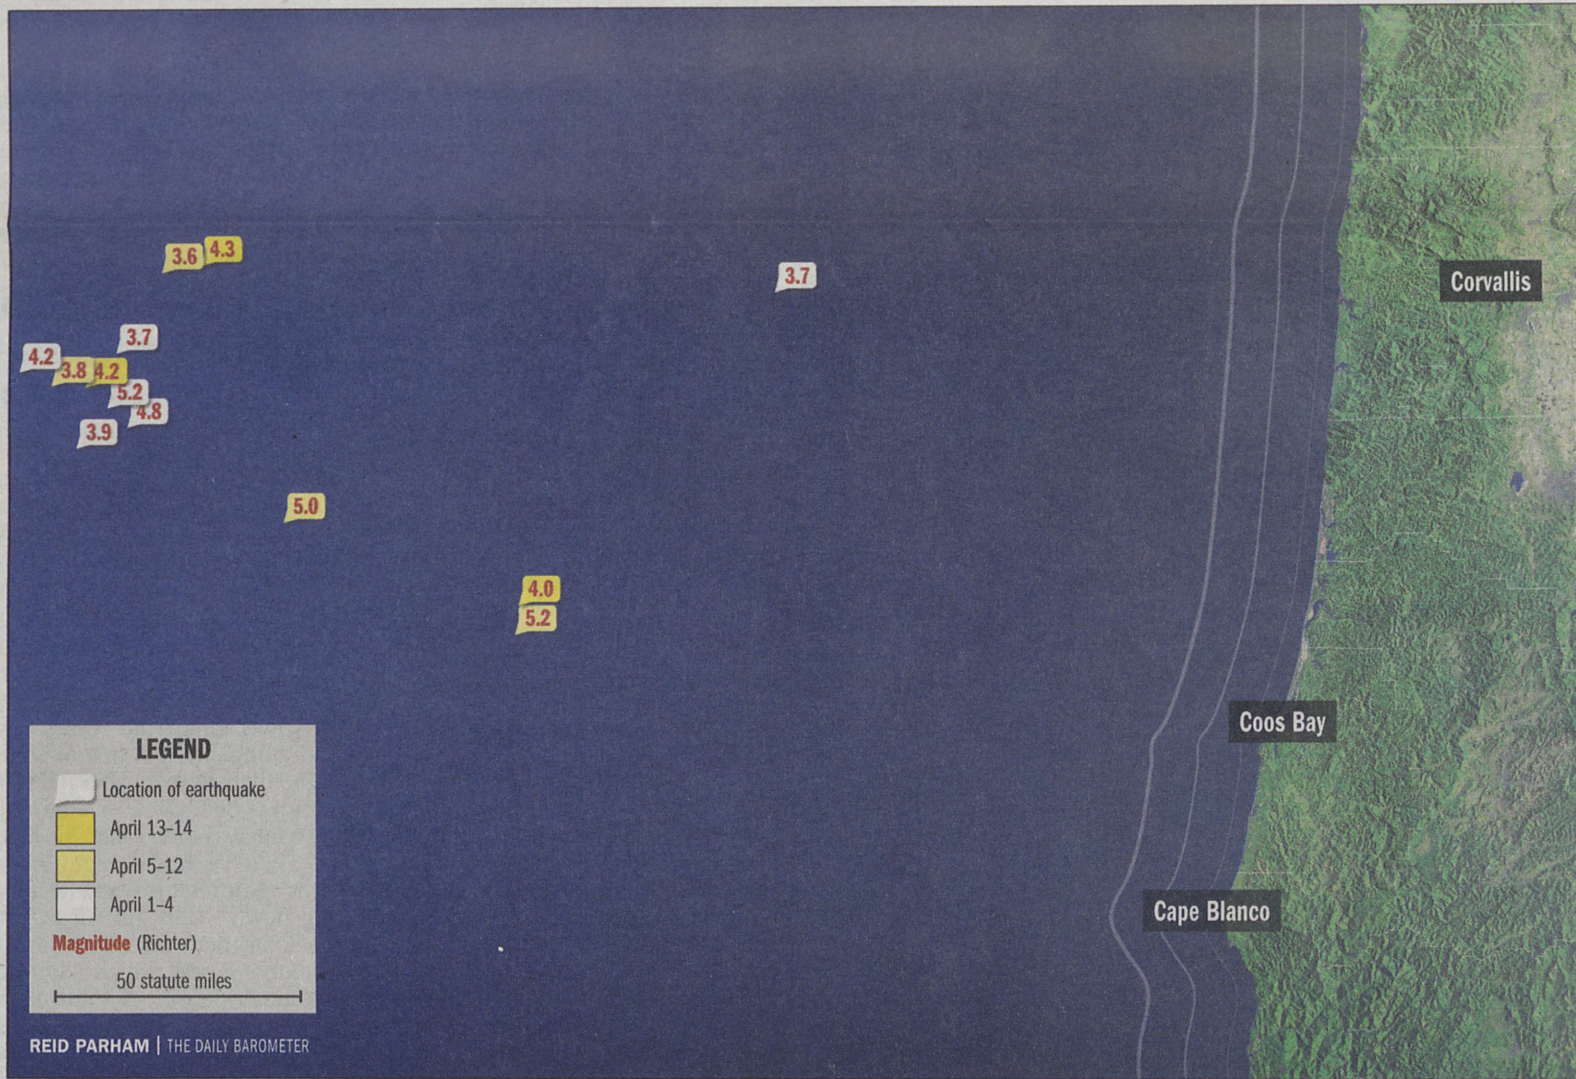 3.6
4.3
3.7
Corvallis
3.7
4.2
3.8
4.2
5.2
4.8
3.9
5.0
4.0
5.2
Coos Bay
LEGEND
Location of earthquake
April 13–14
April 5–12
April 1–4
Magnitude (Richter)
50 statute miles
Cape Blanco
REID PARHAM | THE DAILY BAROMETER